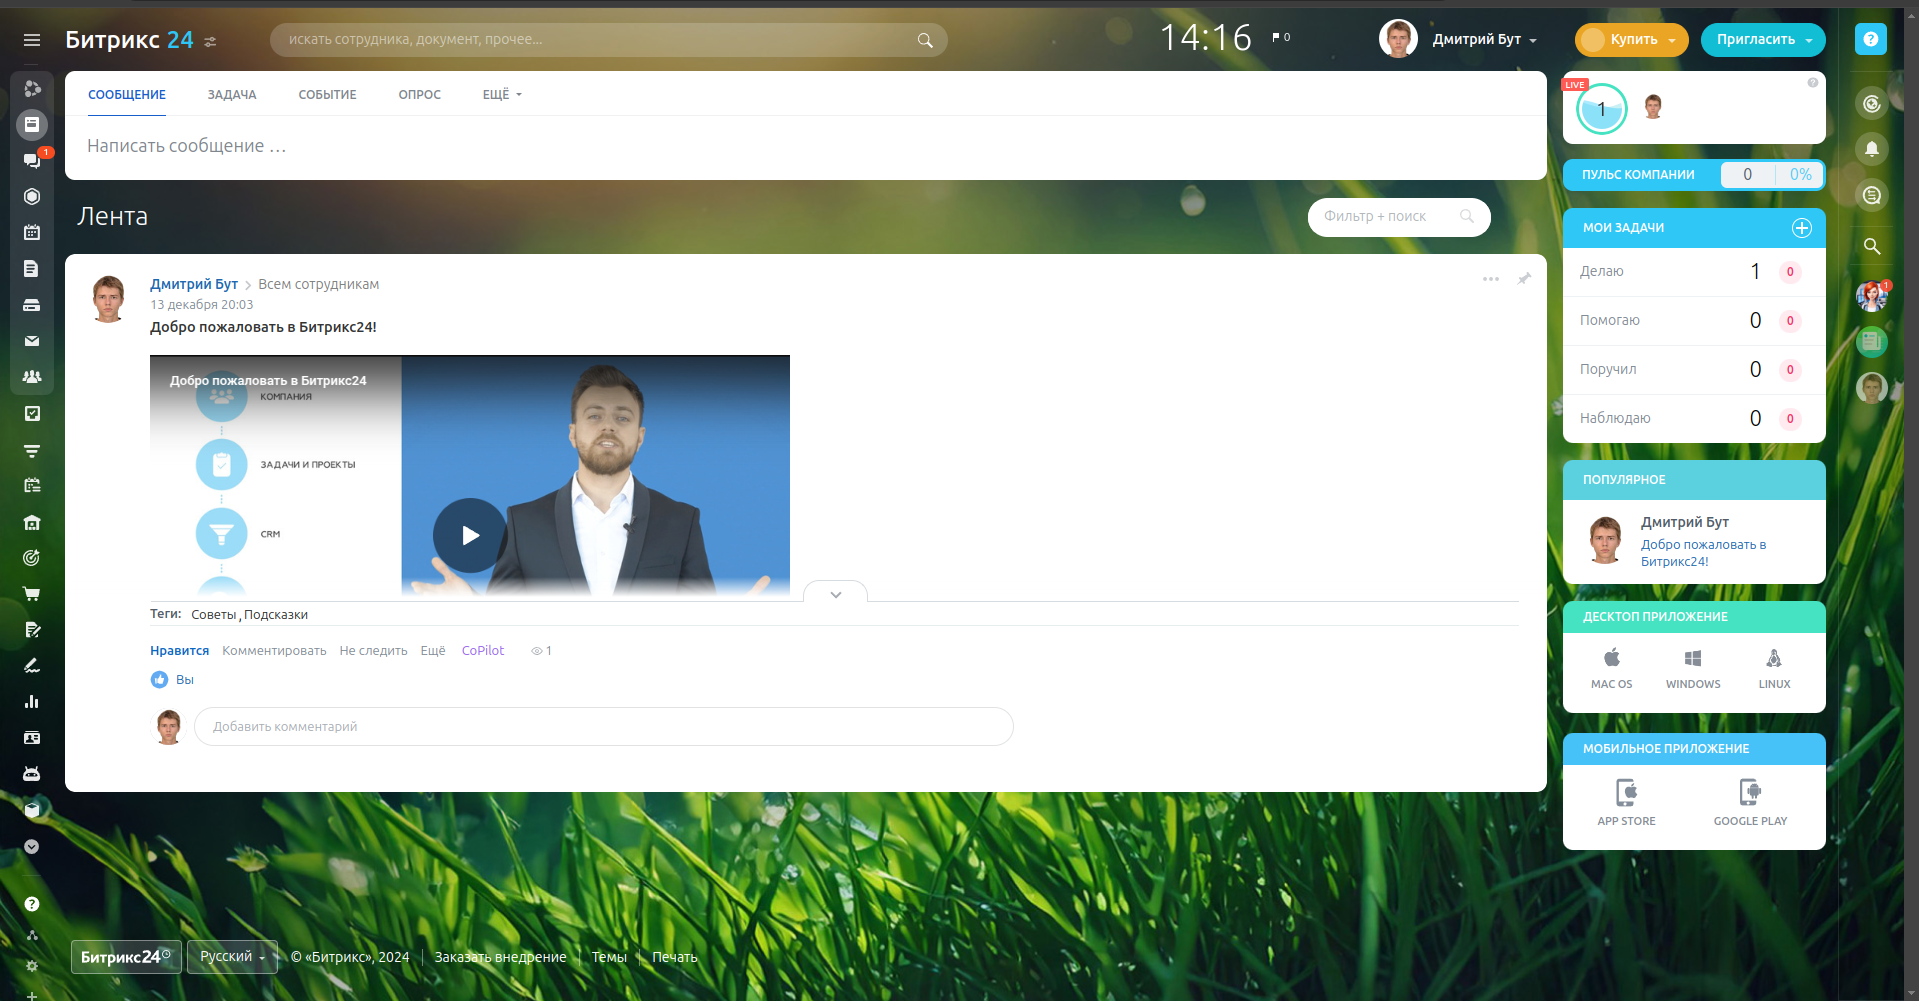 Битрикс 24
искать сотрудника, документ, прочее...
14:16
0
Дмитрий Бут
Купить
Пригласить
?
СООБЩЕНИЕ
ЗАДАЧА
СОБЫТИЕ
ОПРОС
ЕЩЁ
Написать сообщение ...
1
Лента
Фильтр + поиск
Дмитрий Бут > Всем сотрудникам
13 декабря 20:03
Добро пожаловать в Битрикс24!
Добро пожаловать в Битрикс24
КОМПАНИЯ
ЗАДАЧИ И ПРОЕКТЫ
CRM
Теги: Советы , Подсказки
Нравится Комментировать Не следить Ещё CoPilot 1
Вы
Добавить комментарий
LIVE
1
?
ПУЛЬС КОМПАНИИ 0 0%
МОИ ЗАДАЧИ
Делаю 1 0
Помогаю 0 0
Поручил 0 0
Наблюдаю 0 0
ПОПУЛЯРНОЕ
Дмитрий Бут
Добро пожаловать в
Битрикс24!
ДЕСКТОП ПРИЛОЖЕНИЕ
MAC OS WINDOWS LINUX
МОБИЛЬНОЕ ПРИЛОЖЕНИЕ
APP STORE GOOGLE PLAY
1
?
Битрикс24 Русский © «Битрикс», 2024 Заказать внедрение Темы Печать